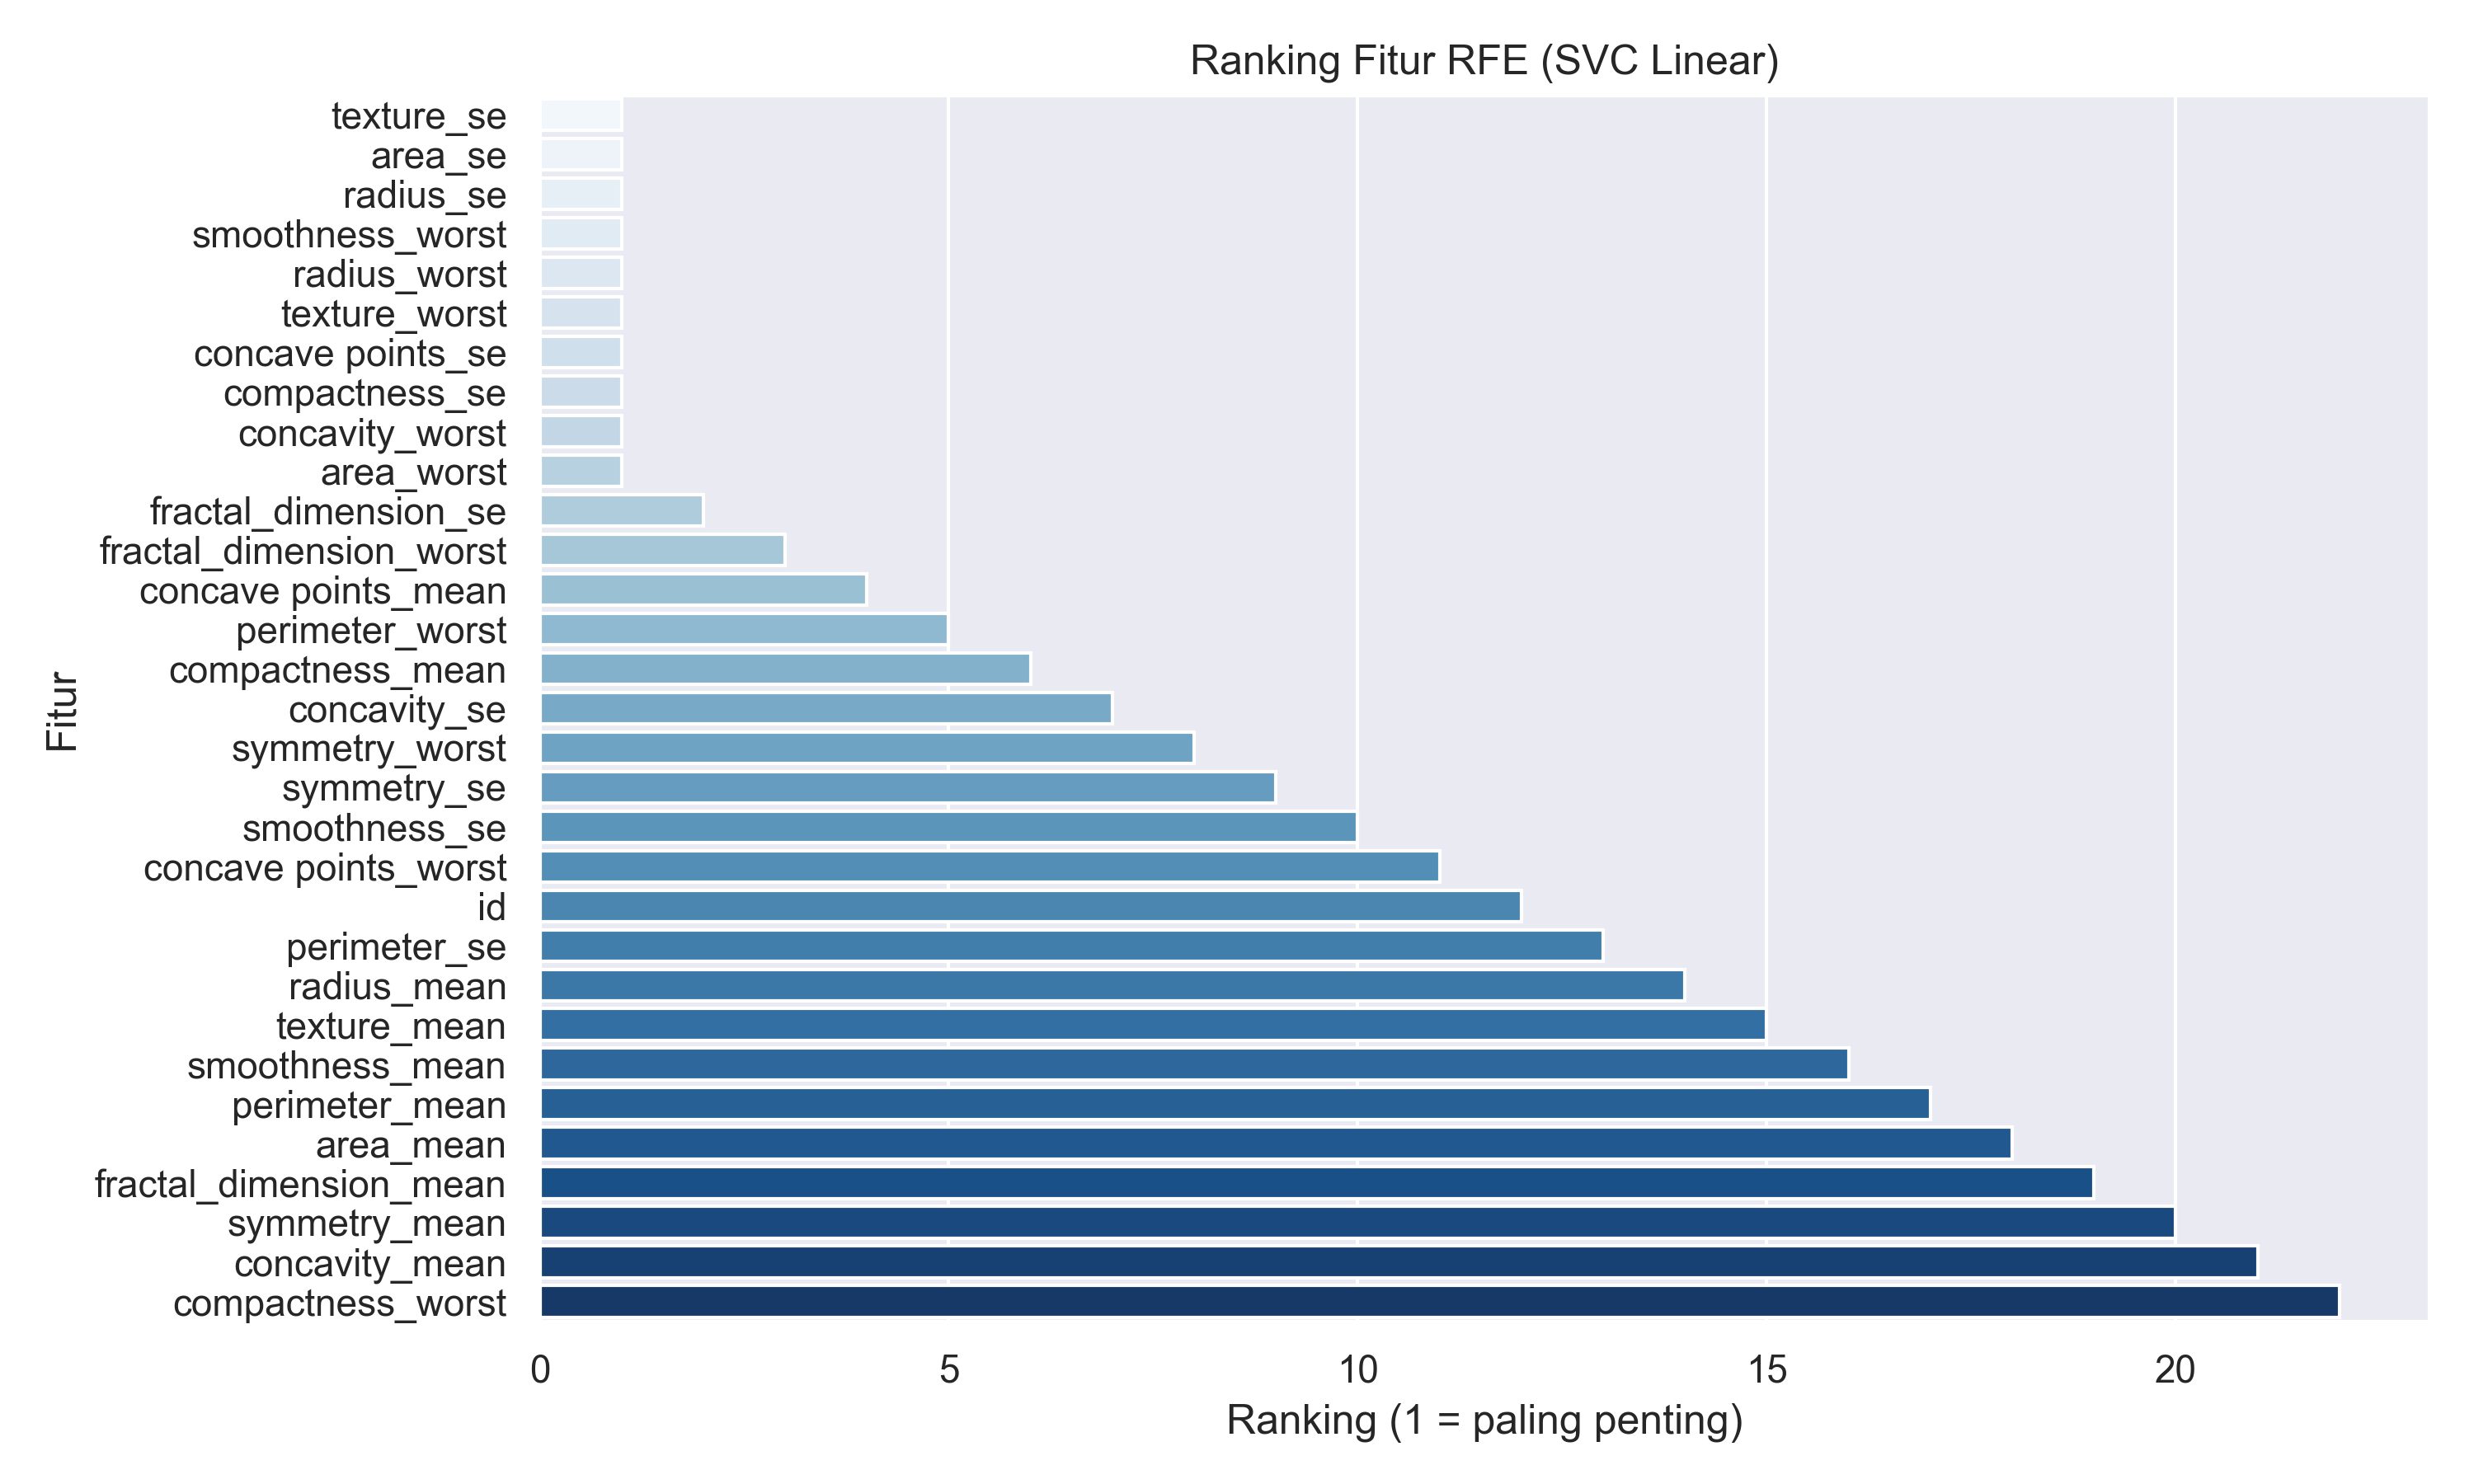 Ranking Fitur RFE (SVC Linear)
texture_se
area_se
radius_se
smoothness_worst
radius_worst
texture_worst
concave points_se
compactness_se
concavity_worst
area_worst
fractal_dimension_se
fractal_dimension_worst
concave points_mean
perimeter_worst
compactness_mean
concavity_se
symmetry_worst
symmetry_se
smoothness_se
concave points_worst
id
perimeter_se
radius_mean
texture_mean
smoothness_mean
perimeter_mean
area_mean
fractal_dimension_mean
symmetry_mean
concavity_mean
compactness_worst
Fitur
0 5 10 15 20
Ranking (1 = paling penting)